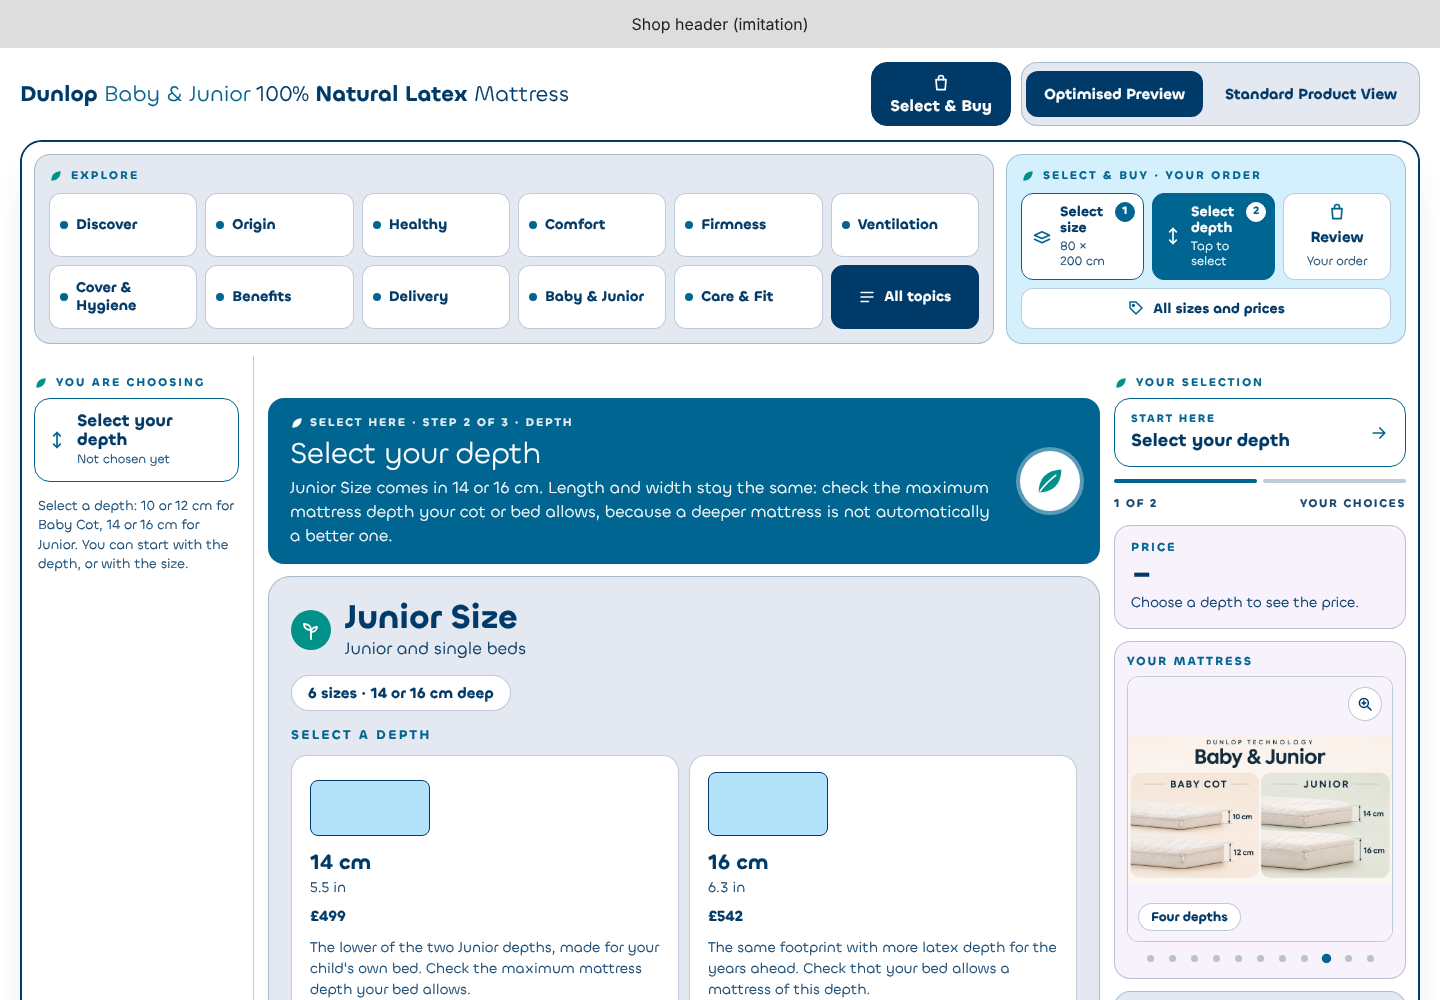 Shop header (imitation)
Dunlop Baby & Junior 100% Natural Latex Mattress
Select & Buy
Optimised Preview
Standard Product View
EXPLORE
Discover
Origin
Healthy
Comfort
Firmness
Ventilation
Cover &
Hygiene
Benefits
Delivery
Baby & Junior
Care & Fit
All topics
SELECT & BUY · YOUR ORDER
Select
size
1
80 ×
200 cm
Select
depth
2
Tap to
select
Review
Your order
All sizes and prices
YOU ARE CHOOSING
Select your
depth
Not chosen yet
Select a depth: 10 or 12 cm for
Baby Cot, 14 or 16 cm for
Junior. You can start with the
depth, or with the size.
SELECT HERE · STEP 2 OF 3 · DEPTH
Select your depth
Junior Size comes in 14 or 16 cm. Length and width stay the same: check the maximum
mattress depth your cot or bed allows, because a deeper mattress is not automatically
a better one.
Junior Size
Junior and single beds
6 sizes · 14 or 16 cm deep
SELECT A DEPTH
14 cm
5.5 in
£499
The lower of the two Junior depths, made for your
child's own bed. Check the maximum mattress
depth your bed allows.
16 cm
6.3 in
£542
The same footprint with more latex depth for the
years ahead. Check that your bed allows a
mattress of this depth.
YOUR SELECTION
START HERE
Select your depth
1 OF 2
YOUR CHOICES
PRICE
–
Choose a depth to see the price.
YOUR MATTRESS
DUNLOP TECHNOLOGY
Baby & Junior
BABY COT
10 cm
12 cm
JUNIOR
14 cm
16 cm
Four depths